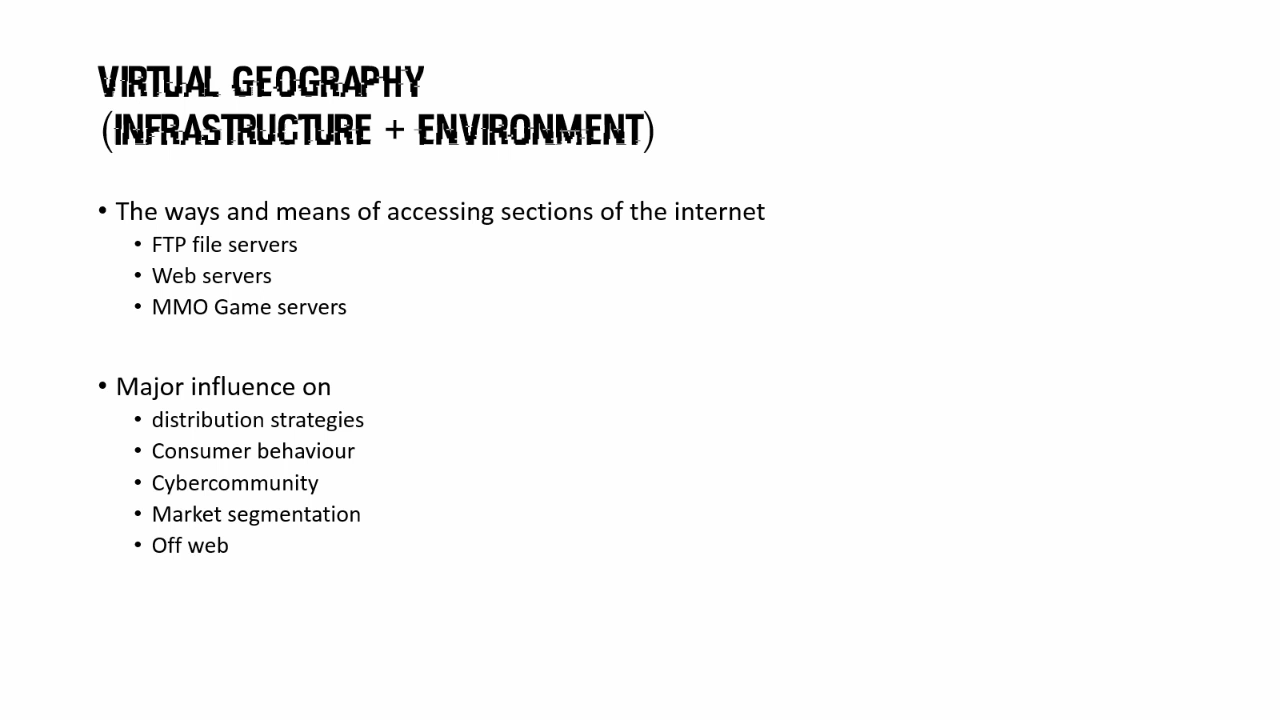 VIRTUAL GEOGRAPHY
(INFRASTRUCTURE + ENVIRONMENT)
• The ways and means of accessing sections of the internet
• FTP file servers
• Web servers
• MMO Game servers
• Major influence on
• distribution strategies
• Consumer behaviour
• Cybercommunity
• Market segmentation
• Off web